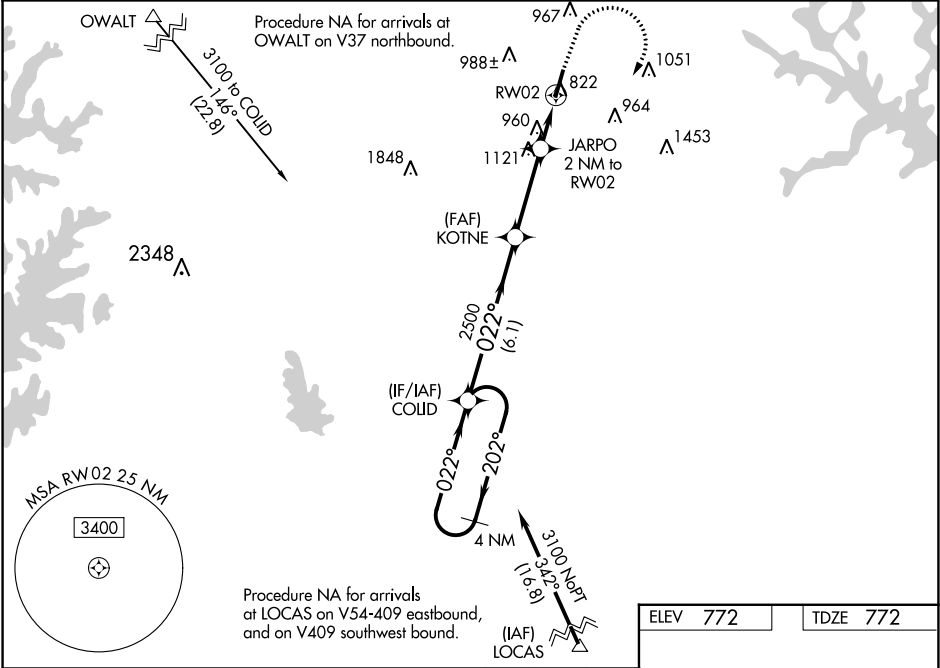 OWALT
Procedure NA for arrivals at
OWALT on V37 northbound.
3100 to COLID
146°
(22.8)
967
988±
1051
822
RW02
960
964
1121
JARPO
2 NM to
RW02
1453
1848
(FAF)
KOTNE
2348
2500
022°
(6.1)
(IF/IAF)
COLID
022°
202°
4 NM
MSA RW02 25 NM
3400
3100 NoPT
342°
(16.8)
Procedure NA for arrivals
at LOCAS on V54-409 eastbound,
and on V409 southwest bound.
(IAF)
LOCAS
ELEV 772
TDZE 772